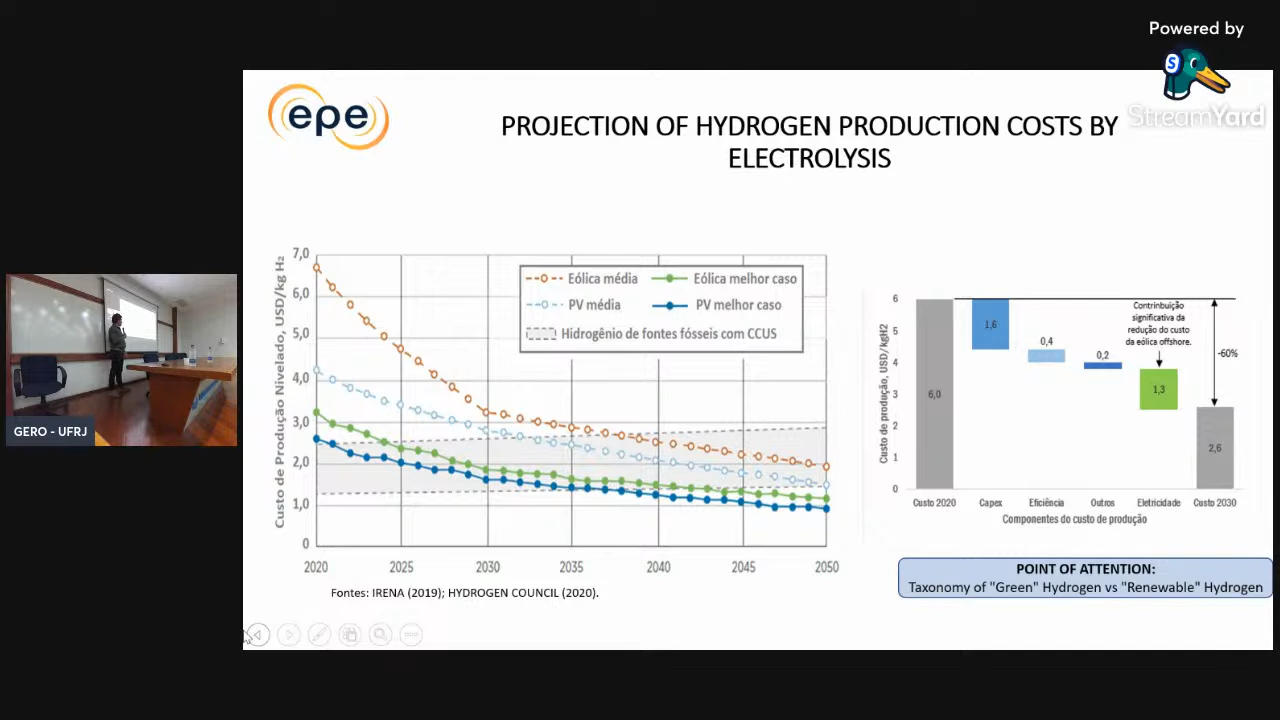 Powered by
S
StreamYard
epe
PROJECTION OF HYDROGEN PRODUCTION COSTS BY
ELECTROLYSIS
Custo de Produção Nivelado, USD/kg H₂
7,0
6,0
5,0
4,0
3,0
2,0
1,0
0
2020
2025
2030
2035
2040
2045
2050
Eólica média
Eólica melhor caso
PV média
PV melhor caso
Hidrogênio de fontes fósseis com CCUS
Fontes: IRENA (2019); HYDROGEN COUNCIL (2020).
Custo de produção, USD/kgH2
6
5
4
3
2
1
0
6,0
1,6
0,4
0,2
Contrinbuição
significativa da
redução do custo
da eólica offshore.
1,3
-60%
2,6
Custo 2020
Capex
Eficiência
Outros
Eletricidade
Custo 2030
Componentes do custo de produção
POINT OF ATTENTION:
Taxonomy of "Green" Hydrogen vs "Renewable" Hydrogen
GERO - UFRJ